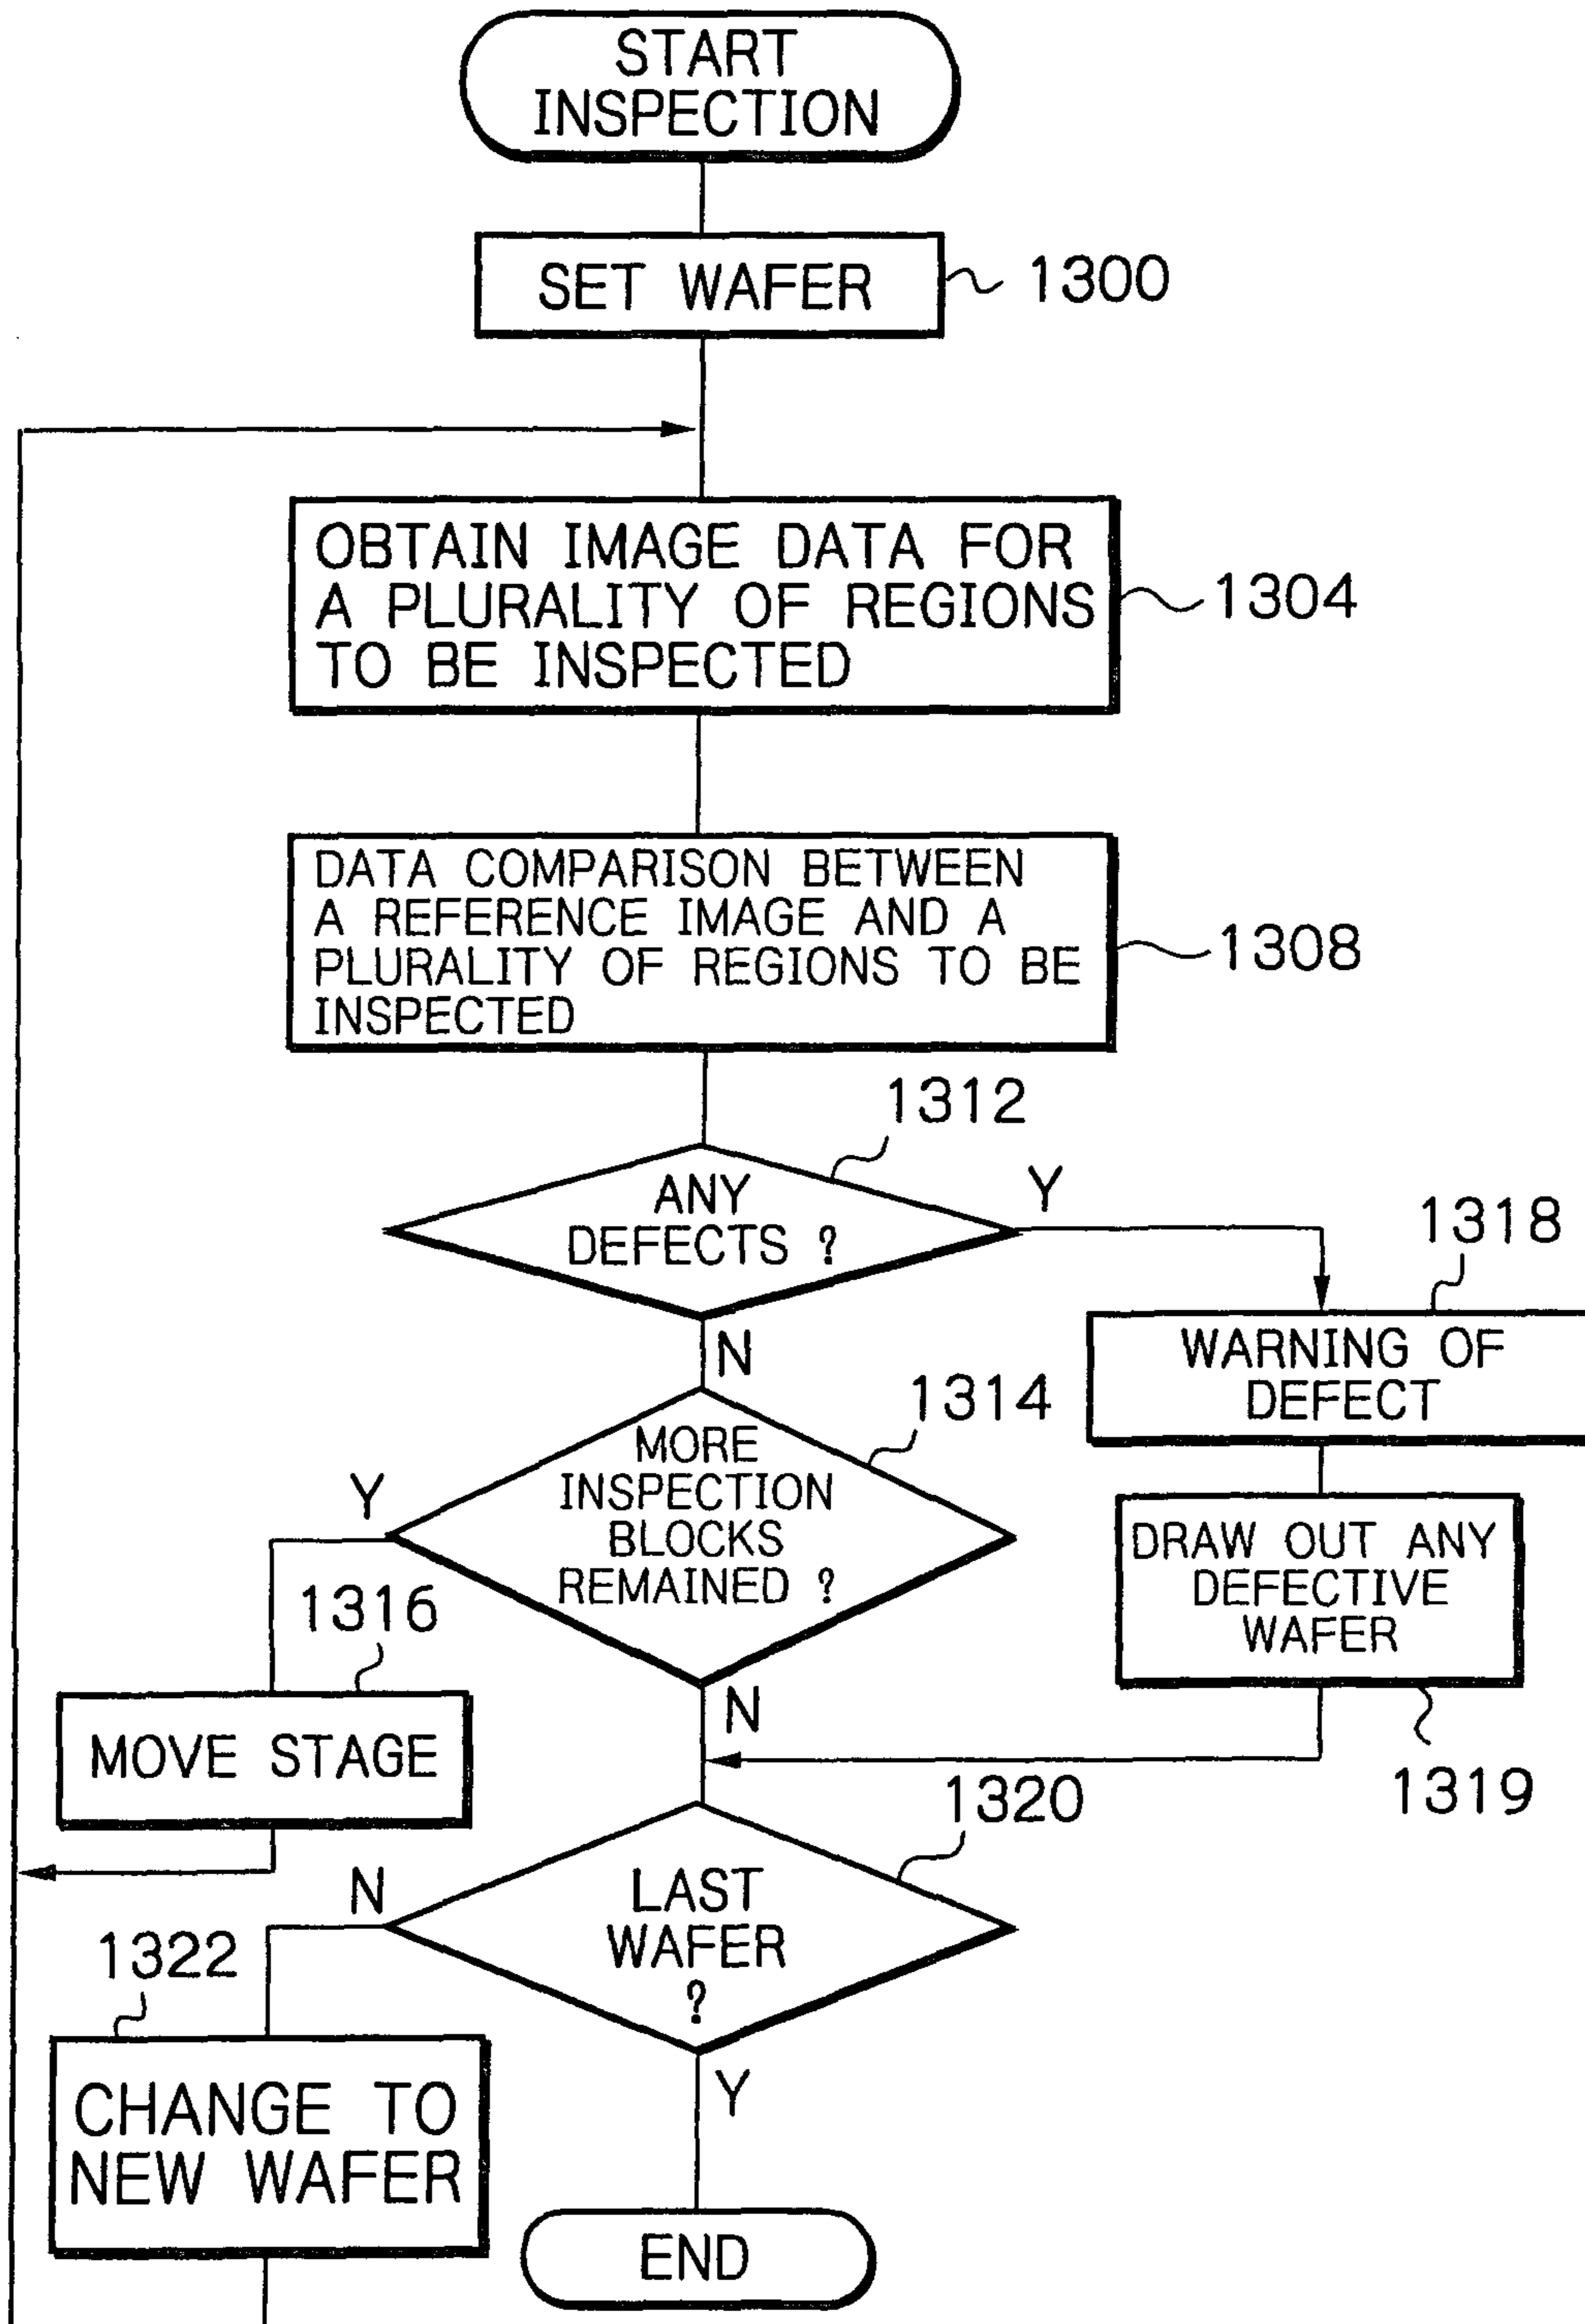 START
INSPECTION
SET WAFER
1300
OBTAIN IMAGE DATA FOR
A PLURALITY OF REGIONS
TO BE INSPECTED
1304
DATA COMPARISON BETWEEN
A REFERENCE IMAGE AND A
PLURALITY OF REGIONS TO BE
INSPECTED
1308
1312
ANY
DEFECTS ?
Y
N
1318
WARNING OF
DEFECT
1314
MORE
INSPECTION
BLOCKS
REMAINED ?
Y
N
DRAW OUT ANY
DEFECTIVE
WAFER
1319
1316
MOVE STAGE
1320
LAST
WAFER
?
N
Y
1322
CHANGE TO
NEW WAFER
END